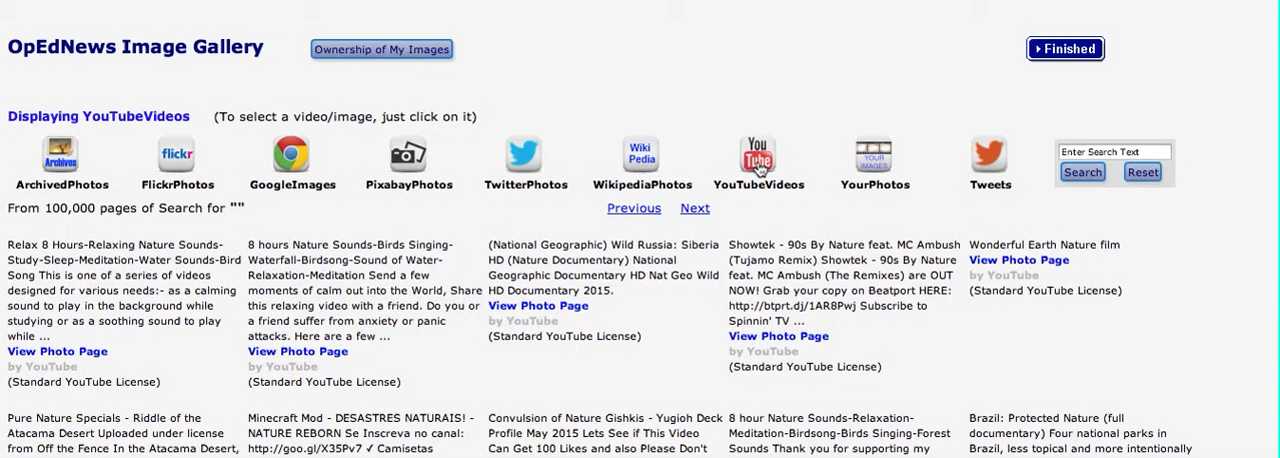 OpEdNews Image Gallery
Ownership of My Images
Finished
Displaying YouTubeVideos (To select a video/image, just click on it)
Archives
flickr
Wiki
Pedia
You
Tube
YOUR
IMAGES
Enter Search Text
Search Reset
ArchivedPhotos FlickrPhotos GoogleImages PixabayPhotos TwitterPhotos WikipediaPhotos YouTubeVideos YourPhotos Tweets
From 100,000 pages of Search for "" Previous Next
Relax 8 Hours-Relaxing Nature Sounds-
Study-Sleep-Meditation-Water Sounds-Bird
Song This is one of a series of videos
designed for various needs:- as a calming
sound to play in the background while
studying or as a soothing sound to play
while ...
View Photo Page
by YouTube
(Standard YouTube License)
8 hours Nature Sounds-Birds Singing-
Waterfall-Birdsong-Sound of Water-
Relaxation-Meditation Send a few
moments of calm out into the World, Share
this relaxing video with a friend. Do you or
a friend suffer from anxiety or panic
attacks. Here are a few ...
View Photo Page
by YouTube
(Standard YouTube License)
(National Geographic) Wild Russia: Siberia
HD (Nature Documentary) National
Geographic Documentary HD Nat Geo Wild
HD Documentary 2015.
View Photo Page
by YouTube
(Standard YouTube License)
Showtek - 90s By Nature feat. MC Ambush
(Tujamo Remix) Showtek - 90s By Nature
feat. MC Ambush (The Remixes) are OUT
NOW! Grab your copy on Beatport HERE:
http://btprt.dj/1AR8Pwj Subscribe to
Spinnin' TV ...
View Photo Page
by YouTube
(Standard YouTube License)
Wonderful Earth Nature film
View Photo Page
by YouTube
(Standard YouTube License)
Pure Nature Specials - Riddle of the
Atacama Desert Uploaded under license
from Off the Fence In the Atacama Desert,
Minecraft Mod - DESASTRES NATURAIS! -
NATURE REBORN Se Inscreva no canal:
http://goo.gl/X35Pv7 ✓ Camisetas
Convulsion of Nature Gishkis - Yugioh Deck
Profile May 2015 Lets See if This Video
Can Get 100 Likes and also Please Don't
8 hour Nature Sounds-Relaxation-
Meditation-Birdsong-Birds Singing-Forest
Sounds Thank you for supporting my
Brazil: Protected Nature (full
documentary) Four national parks in
Brazil, less topical and more intentionally